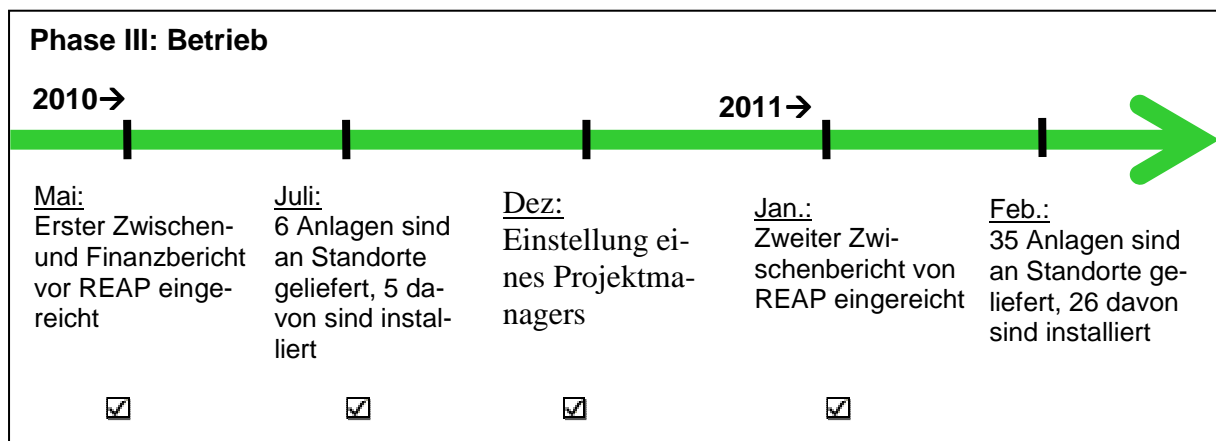 Phase III: Betrieb
2010→
2011→
Mai:
Erster Zwischen-
und Finanzbericht
vor REAP einge-
reicht
Juli:
6 Anlagen sind
an Standorte
geliefert, 5 da-
von sind instal-
liert
Dez:
Einstellung ei-
nes Projektma-
nagers
Jan.:
Zweiter Zwi-
schenbericht von
REAP eingereicht
Feb.:
35 Anlagen sind
an Standorte ge-
liefert, 26 davon
sind installiert